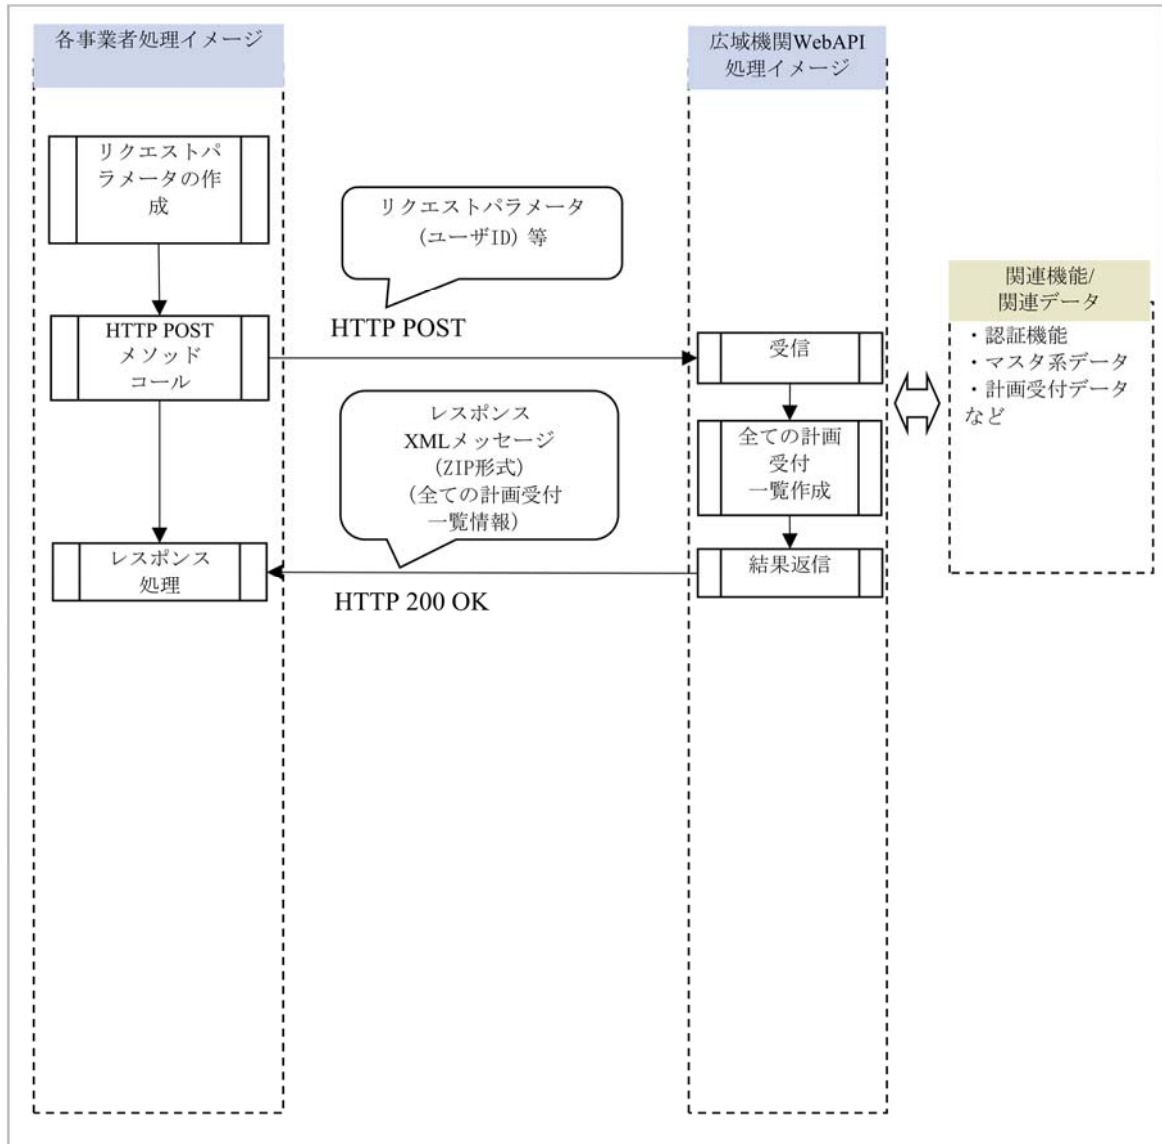 各事業者処理イメージ
広域機関WebAPI
処理イメージ
リクエストパ
ラメータの作
成
リクエストパラメータ
(ユーザID) 等
HTTP POST
メソッド
コール
HTTP POST
受信
関連機能/
関連データ
・認証機能
・マスタ系データ
・計画受付データ
など
レスポンス
XMLメッセージ
(ZIP形式)
(全ての計画受付
一覧情報)
全ての計画
受付
一覧作成
レスポンス
処理
結果返信
HTTP 200 OK